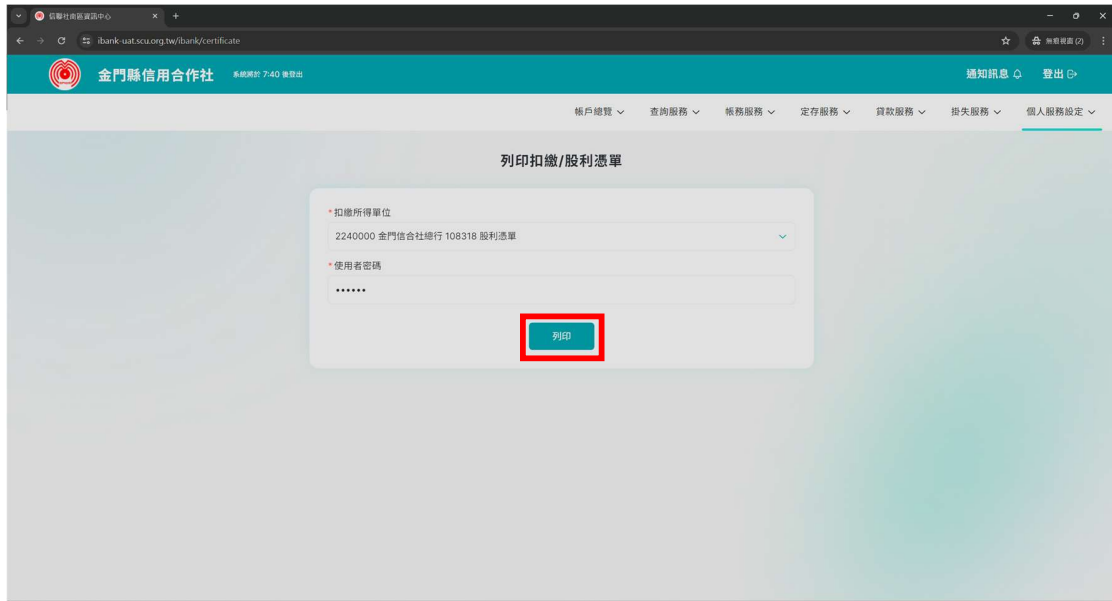 信聯社南區資訊中心
ibank-uat.scu.org.tw/ibank/certificate
無痕視窗 (2)
金門縣信用合作社 系統將於 7:40 後登出 通知訊息 登出
帳戶總覽 查詢服務 帳務服務 定存服務 貸款服務 掛失服務 個人服務設定
列印扣繳/股利憑單
*扣繳所得單位
2240000 金門信合社總行 108318 股利憑單
*使用者密碼
••••••
列印